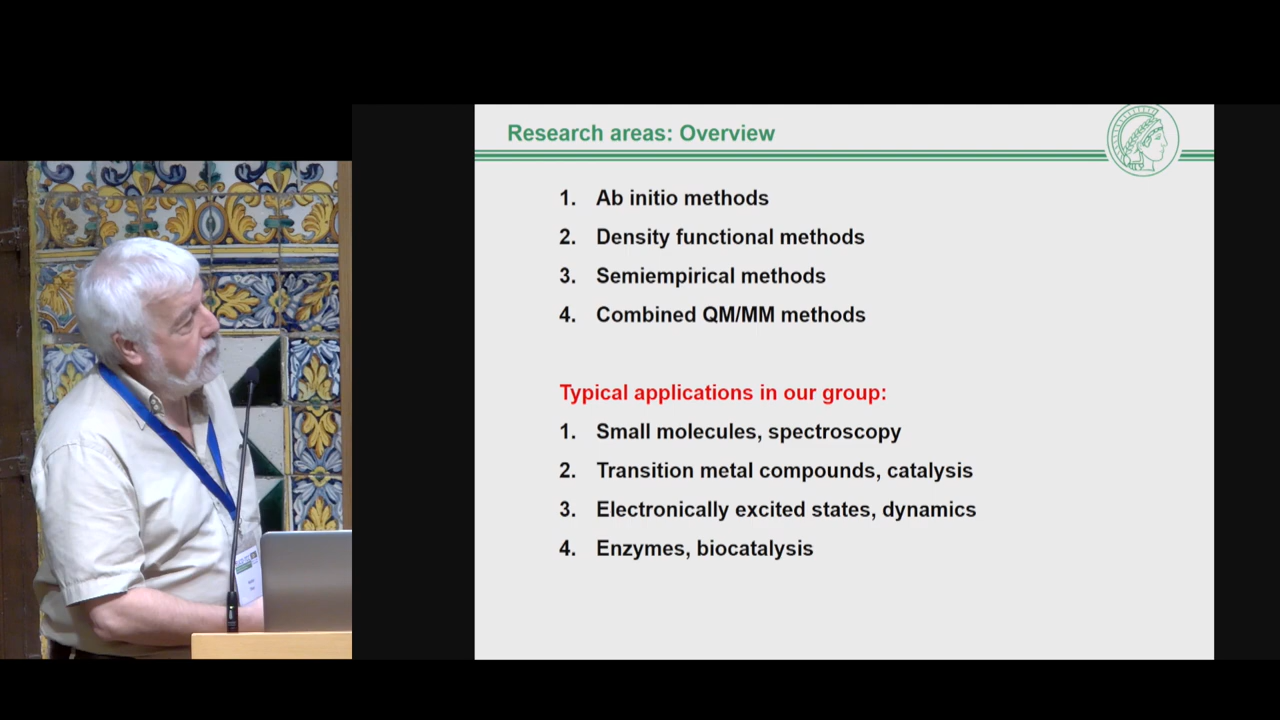 Research areas: Overview
1. Ab initio methods
2. Density functional methods
3. Semiempirical methods
4. Combined QM/MM methods
Typical applications in our group:
1. Small molecules, spectroscopy
2. Transition metal compounds, catalysis
3. Electronically excited states, dynamics
4. Enzymes, biocatalysis